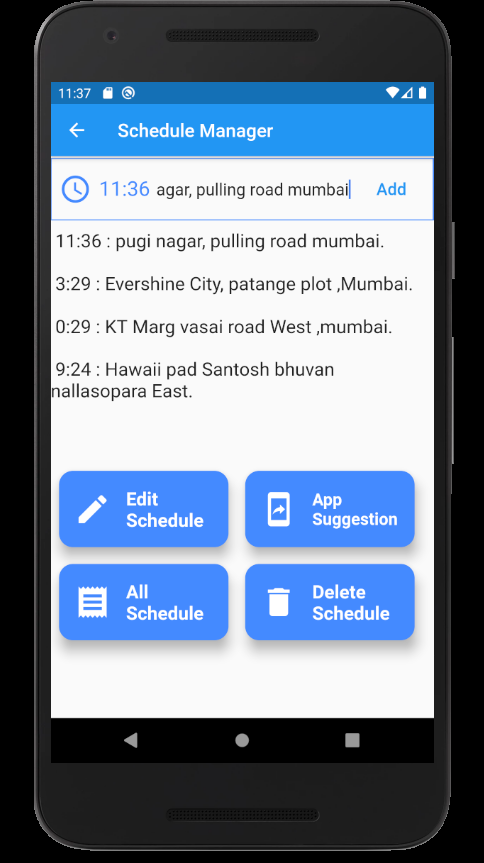 11:37
Schedule Manager
11:36 agar, pulling road mumbai Add
11:36 : pugi nagar, pulling road mumbai.
3:29 : Evershine City, patange plot ,Mumbai.
0:29 : KT Marg vasai road West ,mumbai.
9:24 : Hawaii pad Santosh bhuvan
nallasopara East.
Edit
Schedule
App
Suggestion
All
Schedule
Delete
Schedule